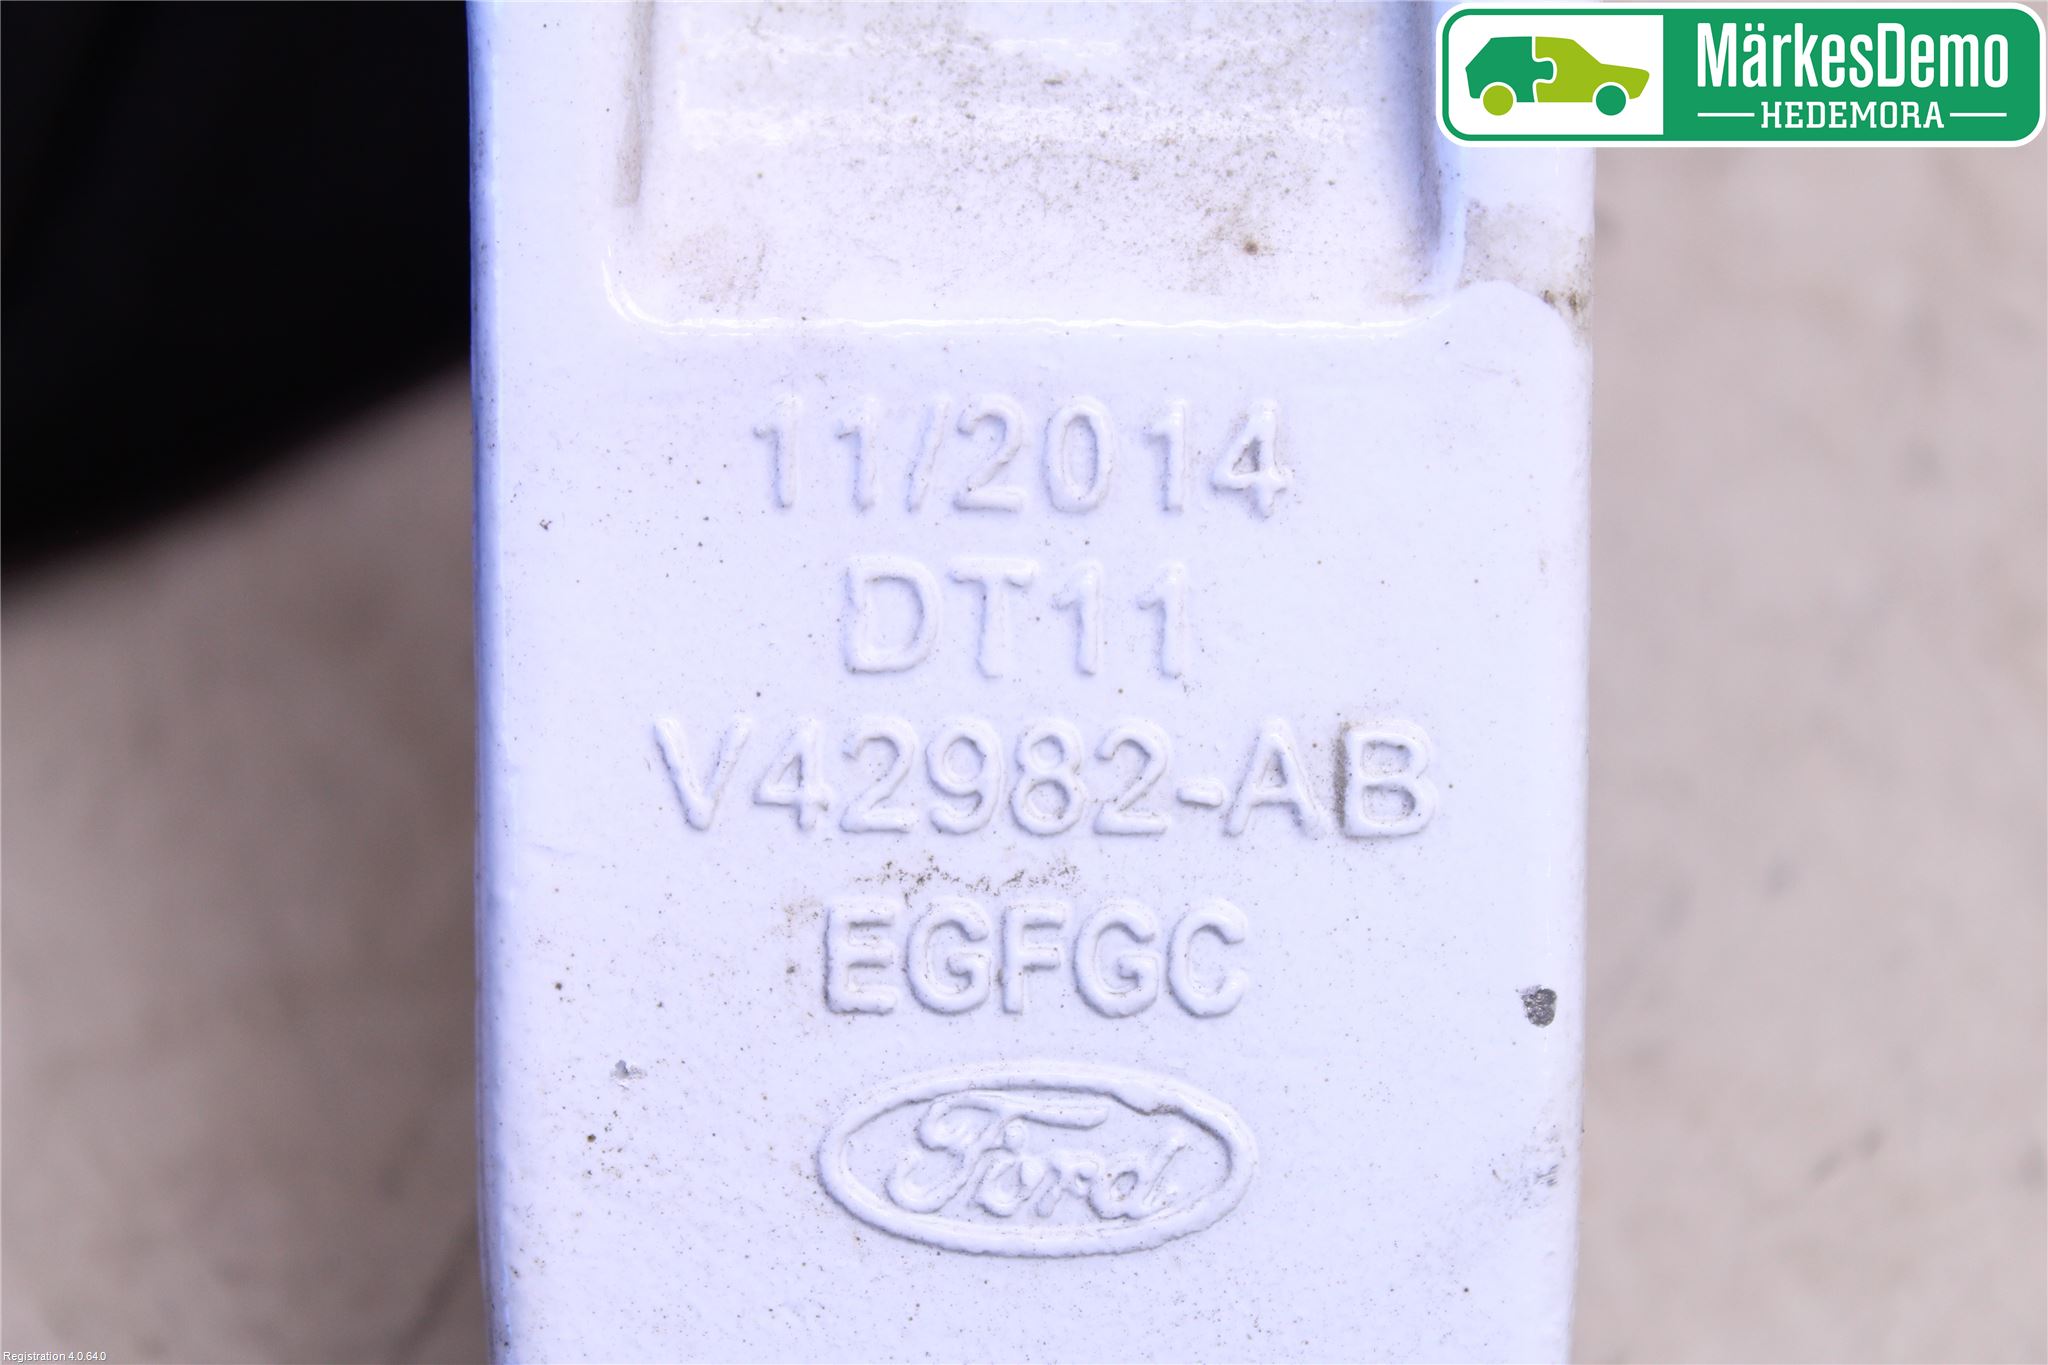 MärkesDemo
HEDEMORA
11/2014
DT11
V42982-AB
EGFGC
Ford
Registration 4.0.64.0